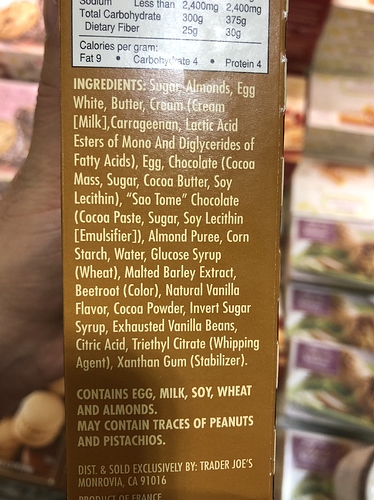 Sodium Less than 2,400mg 2,400mg
Total Carbohydrate 300g 375g
Dietary Fiber 25g 30g
Calories per gram:
Fat 9 • Carbohydrate 4 • Protein 4
INGREDIENTS: Sugar, Almonds, Egg
White, Butter, Cream (Cream
[Milk],Carrageenan, Lactic Acid
Esters of Mono And Diglycerides of
Fatty Acids), Egg, Chocolate (Cocoa
Mass, Sugar, Cocoa Butter, Soy
Lecithin), “Sao Tome” Chocolate
(Cocoa Paste, Sugar, Soy Lecithin
[Emulsifier]), Almond Puree, Corn
Starch, Water, Glucose Syrup
(Wheat), Malted Barley Extract,
Beetroot (Color), Natural Vanilla
Flavor, Cocoa Powder, Invert Sugar
Syrup, Exhausted Vanilla Beans,
Citric Acid, Triethyl Citrate (Whipping
Agent), Xanthan Gum (Stabilizer).
CONTAINS EGG, MILK, SOY, WHEAT
AND ALMONDS.
MAY CONTAIN TRACES OF PEANUTS
AND PISTACHIOS.
DIST. & SOLD EXCLUSIVELY BY: TRADER JOE'S
MONROVIA, CA 91016
PRODUCT OF FRANCE